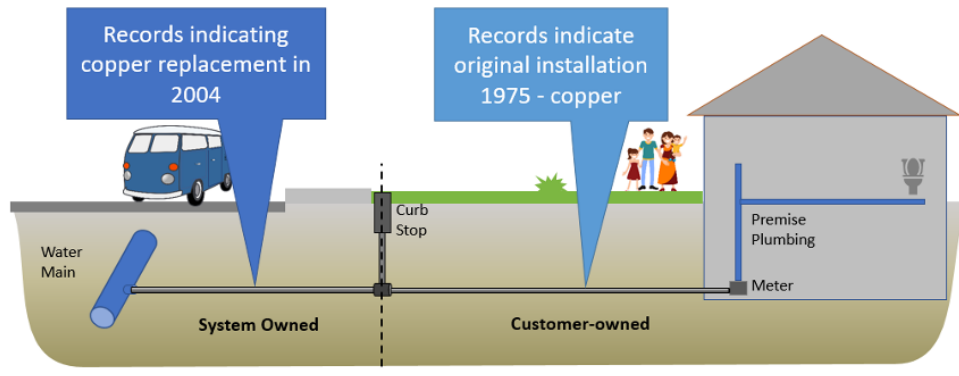 Records indicating
copper replacement in
2004
Records indicate
original installation
1975 - copper
Curb
Stop
Water
Main
Premise
Plumbing
Meter
System Owned
Customer-owned